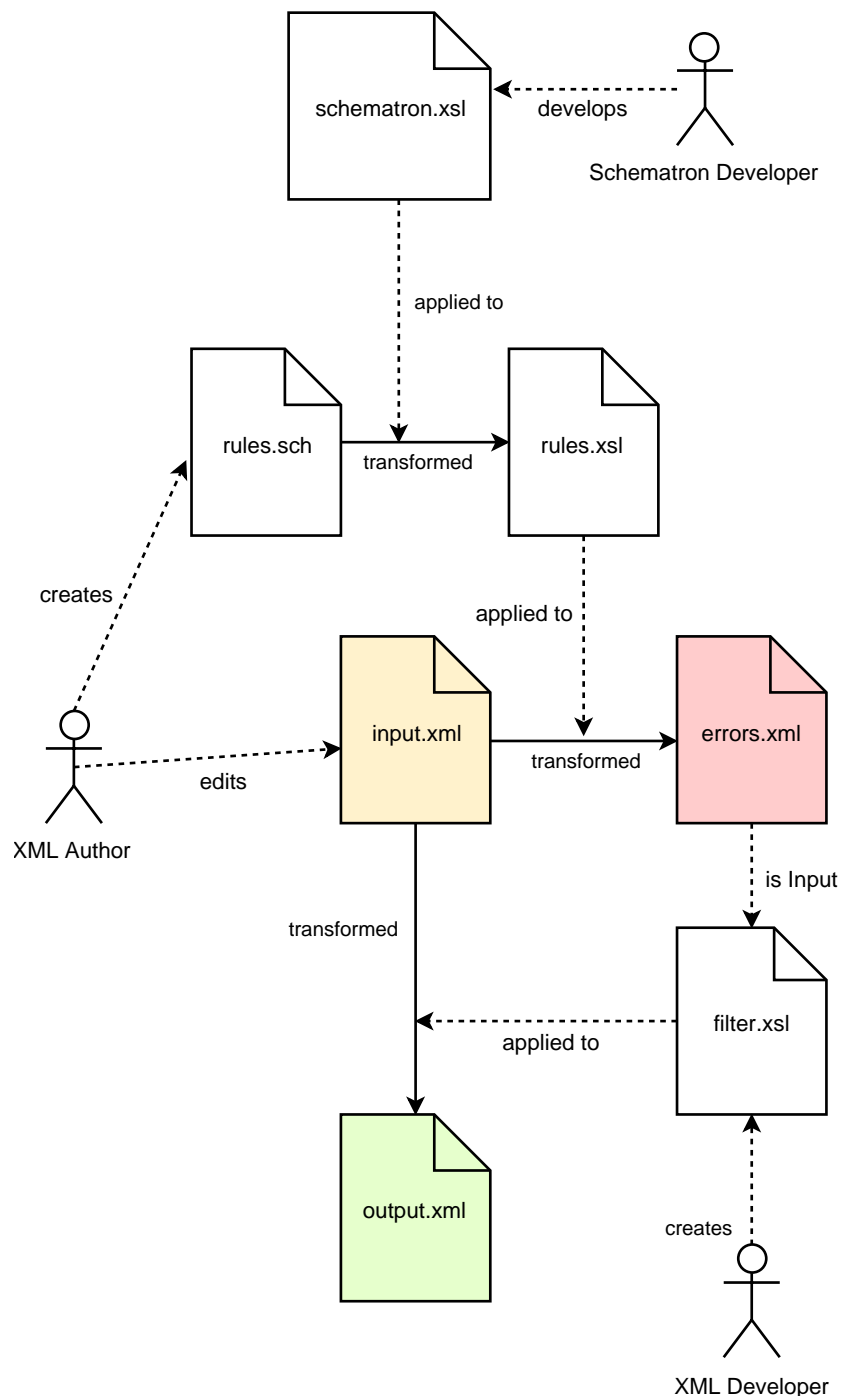 schematron.xsl
develops
Schematron Developer
applied to
rules.sch
transformed
rules.xsl
creates
applied to
input.xml
transformed
errors.xml
edits
XML Author
is Input
transformed
filter.xsl
applied to
output.xml
creates
XML Developer